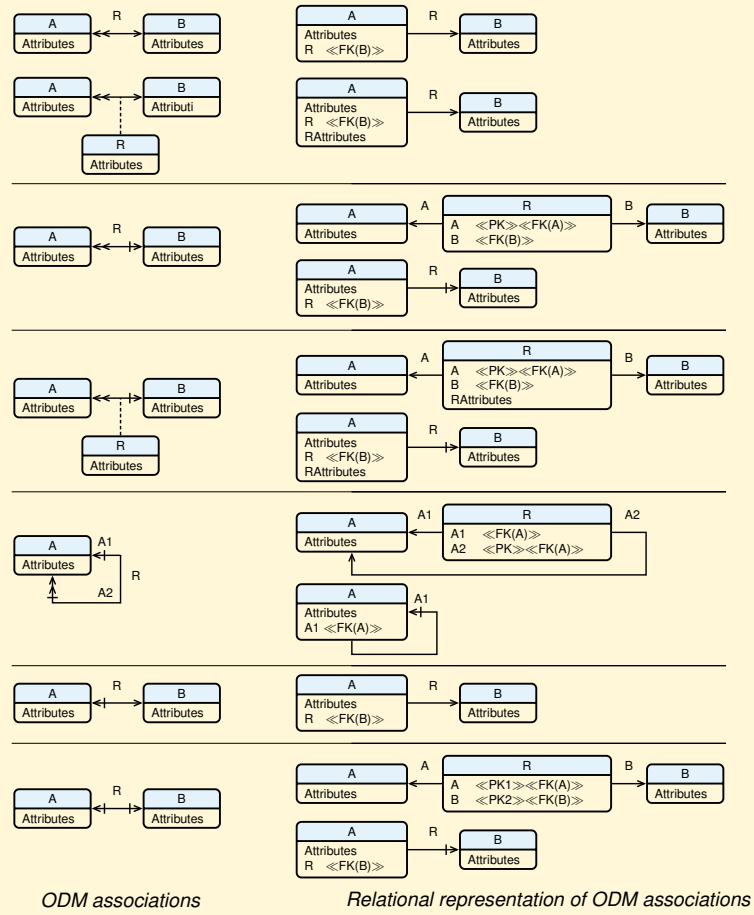 A R B
Attributes Attributes
A R B
Attributes Attributes
R ≪FK(B)≫
A B
Attributes Attributi
R
Attributes
A R B
Attributes Attributes
R ≪FK(B)≫
RAttributes
A R B
Attributes Attributes
A A R B B
Attributes A ≪PK≫≪FK(A)≫ Attributes
B ≪FK(B)≫
A R B
Attributes Attributes
R ≪FK(B)≫
A B
Attributes Attributes
R
Attributes
A A R B B
Attributes A ≪PK≫≪FK(A)≫ Attributes
B ≪FK(B)≫
RAttributes
A R B
Attributes Attributes
R ≪FK(B)≫
RAttributes
A A1
Attributes
R
A2
A A1 R A2
Attributes A1 ≪FK(A)≫
A2 ≪PK≫≪FK(A)≫
A A1
Attributes
A1 ≪FK(A)≫
A R B
Attributes Attributes
A R B
Attributes Attributes
R ≪FK(B)≫
A R B
Attributes Attributes
A A R B B
Attributes A ≪PK1≫≪FK(A)≫ Attributes
B ≪PK2≫≪FK(B)≫
A R B
Attributes Attributes
R ≪FK(B)≫
ODM associations
Relational representation of ODM associations